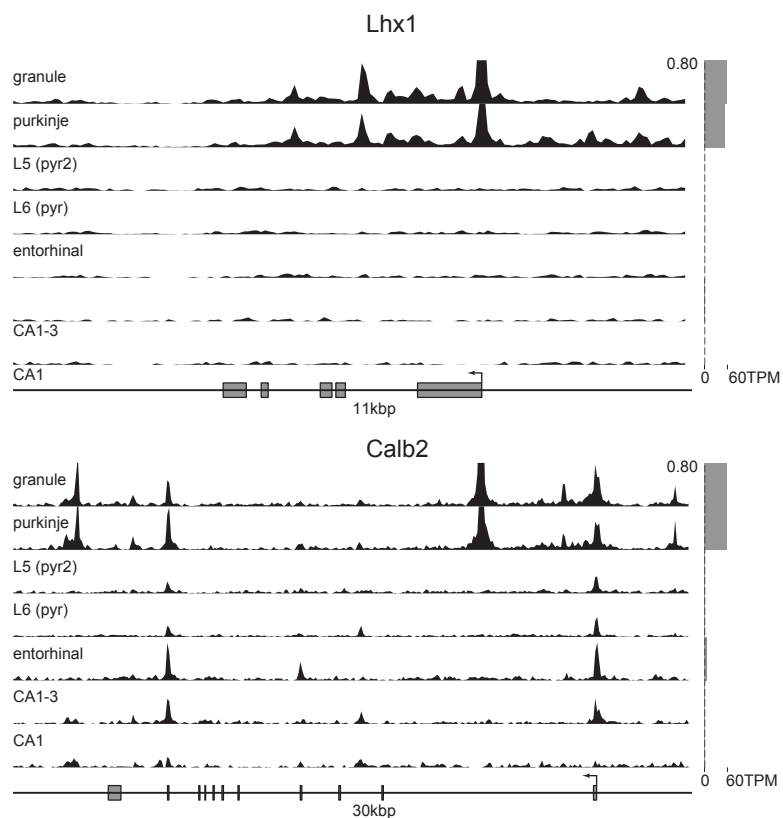 Lhx1
0.80
granule
purkinje
L5 (pyr2)
L6 (pyr)
entorhinal
CA1-3
CA1
0 60TPM
11kbp
Calb2
0.80
granule
purkinje
L5 (pyr2)
L6 (pyr)
entorhinal
CA1-3
CA1
0 60TPM
30kbp